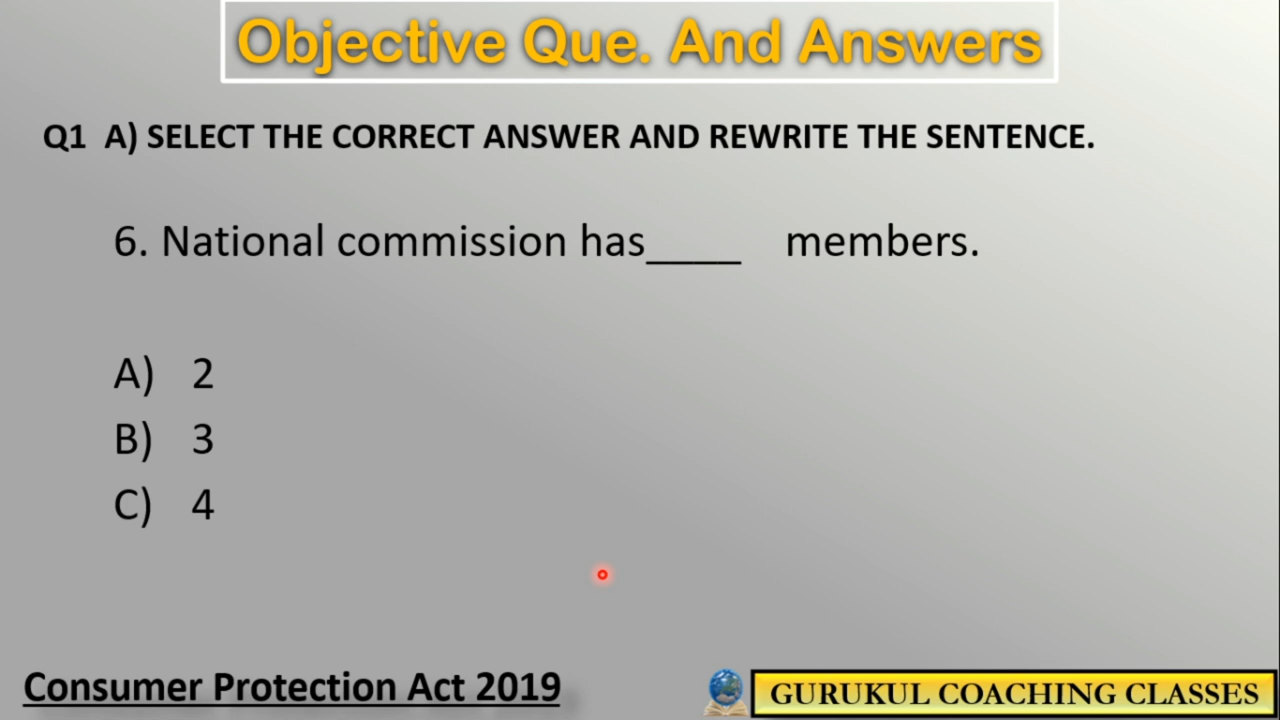 Objective Que. And Answers
Q1 A) SELECT THE CORRECT ANSWER AND REWRITE THE SENTENCE.
6. National commission has____ members.
A) 2
B) 3
C) 4
Consumer Protection Act 2019
GURUKUL COACHING CLASSES